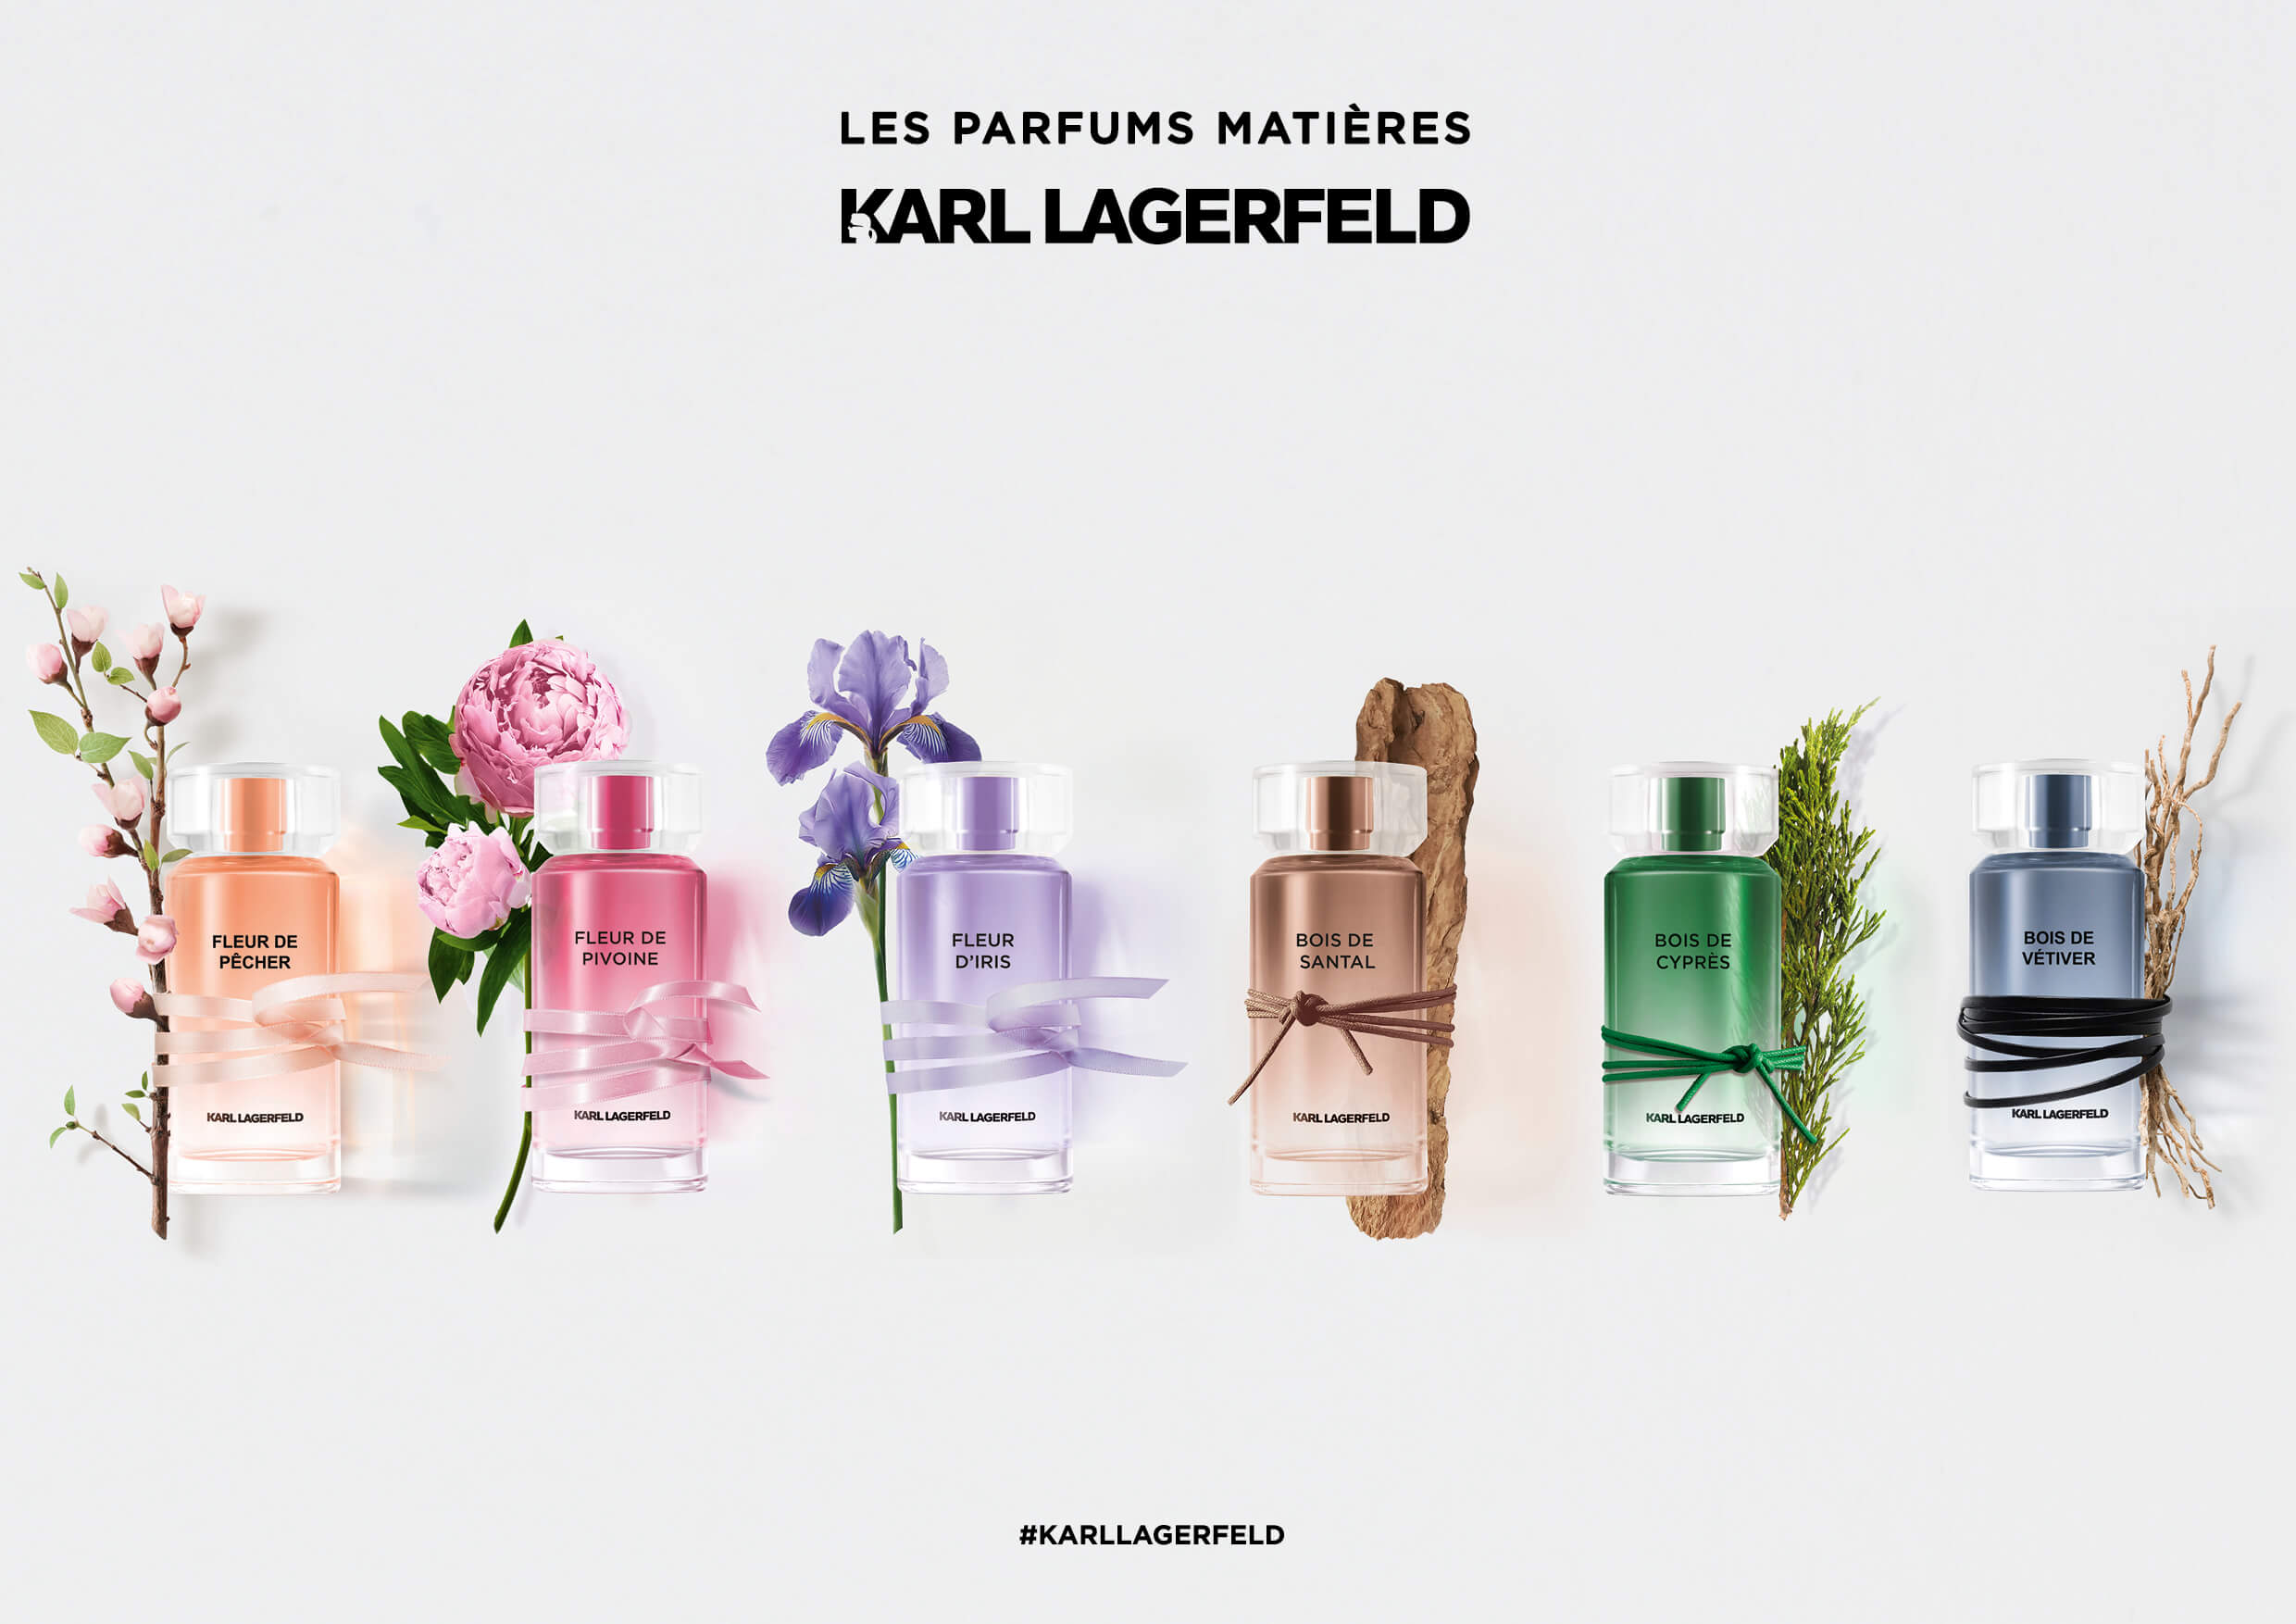 LES PARFUMS MATIÈRES
KARL LAGERFELD
FLEUR DE
PÊCHER
KARL LAGERFELD
FLEUR DE
PIVOINE
KARL LAGERFELD
FLEUR
D'IRIS
KARL LAGERFELD
BOIS DE
SANTAL
KARL LAGERFELD
BOIS DE
CYPRÈS
KARL LAGERFELD
BOIS DE
VÉTIVER
KARL LAGERFELD
#KARLLAGERFELD